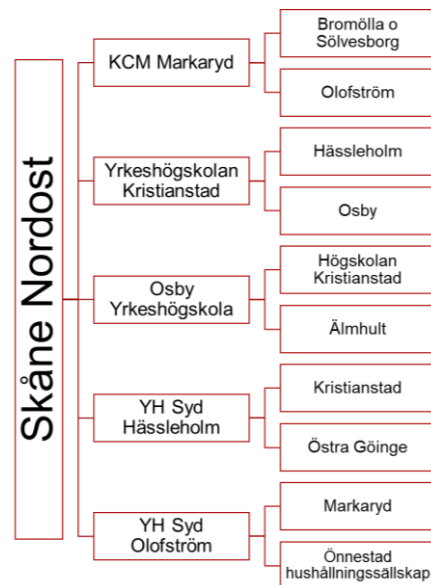 Skåne Nordost
KCM Markaryd
Bromölla o
Sölvesborg
Olofström
Yrkeshögskolan
Kristianstad
Hässleholm
Osby
Osby
Yrkeshögskola
Högskolan
Kristianstad
Älmhult
YH Syd
Hässleholm
Kristianstad
Östra Göinge
YH Syd
Olofström
Markaryd
Önnestad
hushållningssällskap